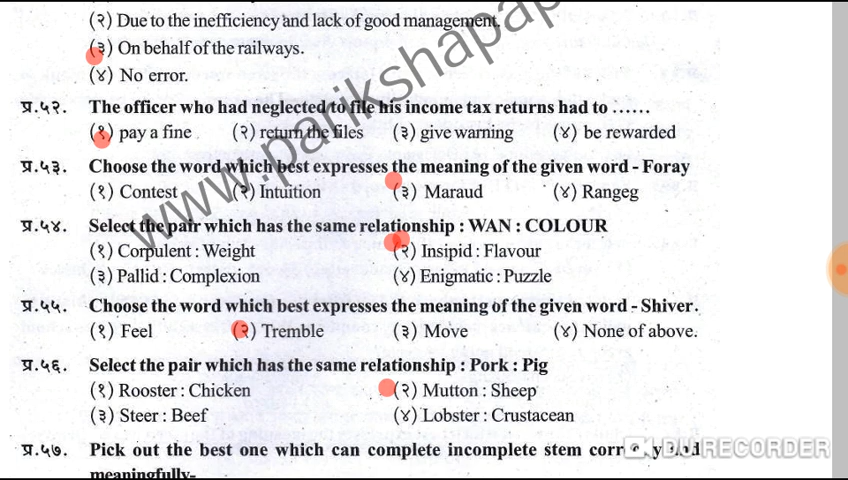 (२) Due to the inefficiency and lack of good management.
(३) On behalf of the railways.
(४) No error.
प्र.५२. The officer who had neglected to file his income tax returns had to ......
(१) pay a fine (२) return the files (३) give warning (४) be rewarded
प्र.५३. Choose the word which best expresses the meaning of the given word - Foray
(१) Contest (२) Intuition (३) Maraud (४) Rangeg
प्र.५४. Select the pair which has the same relationship : WAN : COLOUR
(१) Corpulent : Weight (२) Insipid : Flavour
(३) Pallid : Complexion (४) Enigmatic : Puzzle
प्र.५५. Choose the word which best expresses the meaning of the given word - Shiver.
(१) Feel (२) Tremble (३) Move (४) None of above.
प्र.५६. Select the pair which has the same relationship : Pork : Pig
(१) Rooster : Chicken (२) Mutton : Sheep
(३) Steer : Beef (४) Lobster : Crustacean
प्र.५७. Pick out the best one which can complete incomplete stem
meaningfully-
www.parikshapap
DU RECORDER